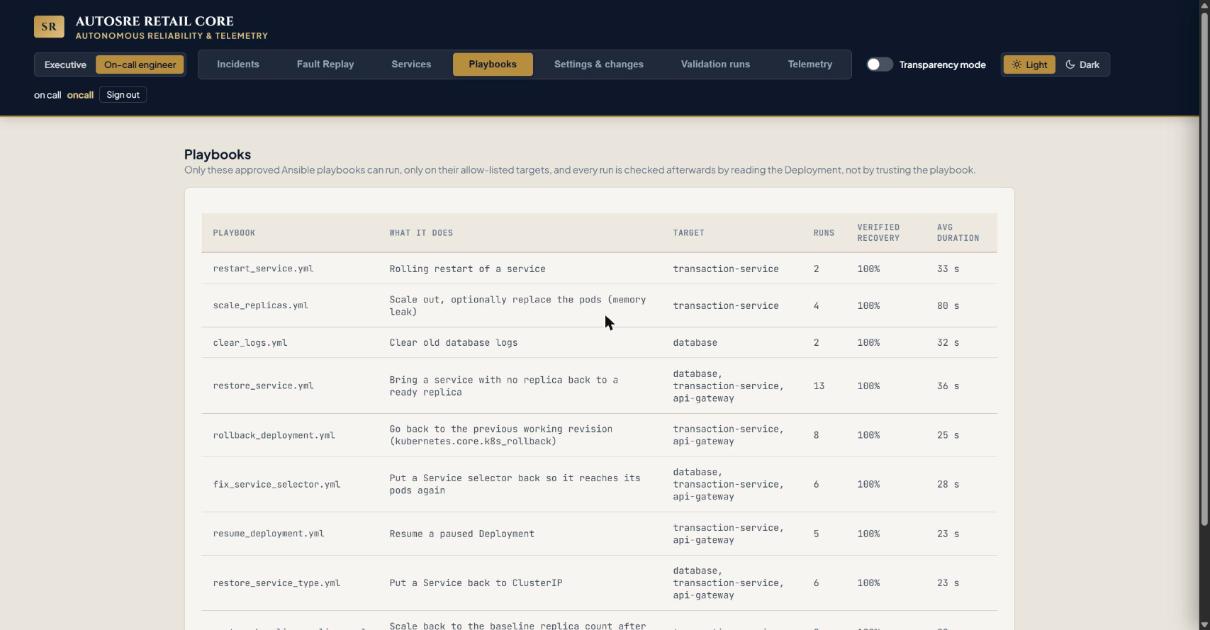 SR
AUTOSRE RETAIL CORE
AUTONOMOUS RELIABILITY & TELEMETRY
Executive On-call engineer Incidents Fault Replay Services Playbooks Settings & changes Validation runs Telemetry Transparency mode Light Dark
on call oncall Sign out
Playbooks
Only these approved Ansible playbooks can run, only on their allow-listed targets, and every run is checked afterwards by reading the Deployment, not by trusting the playbook.
PLAYBOOK WHAT IT DOES TARGET RUNS VERIFIED RECOVERY AVG DURATION
restart_service.yml Rolling restart of a service transaction-service 2 100% 33 s
scale_replicas.yml Scale out, optionally replace the pods (memory leak) transaction-service 4 100% 80 s
clear_logs.yml Clear old database logs database 2 100% 32 s
restore_service.yml Bring a service with no replica back to a ready replica database, transaction-service, api-gateway 13 100% 36 s
rollback_deployment.yml Go back to the previous working revision (kubernetes.core.k8s_rollback) transaction-service, api-gateway 8 100% 25 s
fix_service_selector.yml Put a Service selector back so it reaches its pods again database, transaction-service, api-gateway 6 100% 28 s
resume_deployment.yml Resume a paused Deployment transaction-service, api-gateway 5 100% 23 s
restore_service_type.yml Put a Service back to ClusterIP database, transaction-service, api-gateway 6 100% 23 s
Scale back to the baseline replica count after